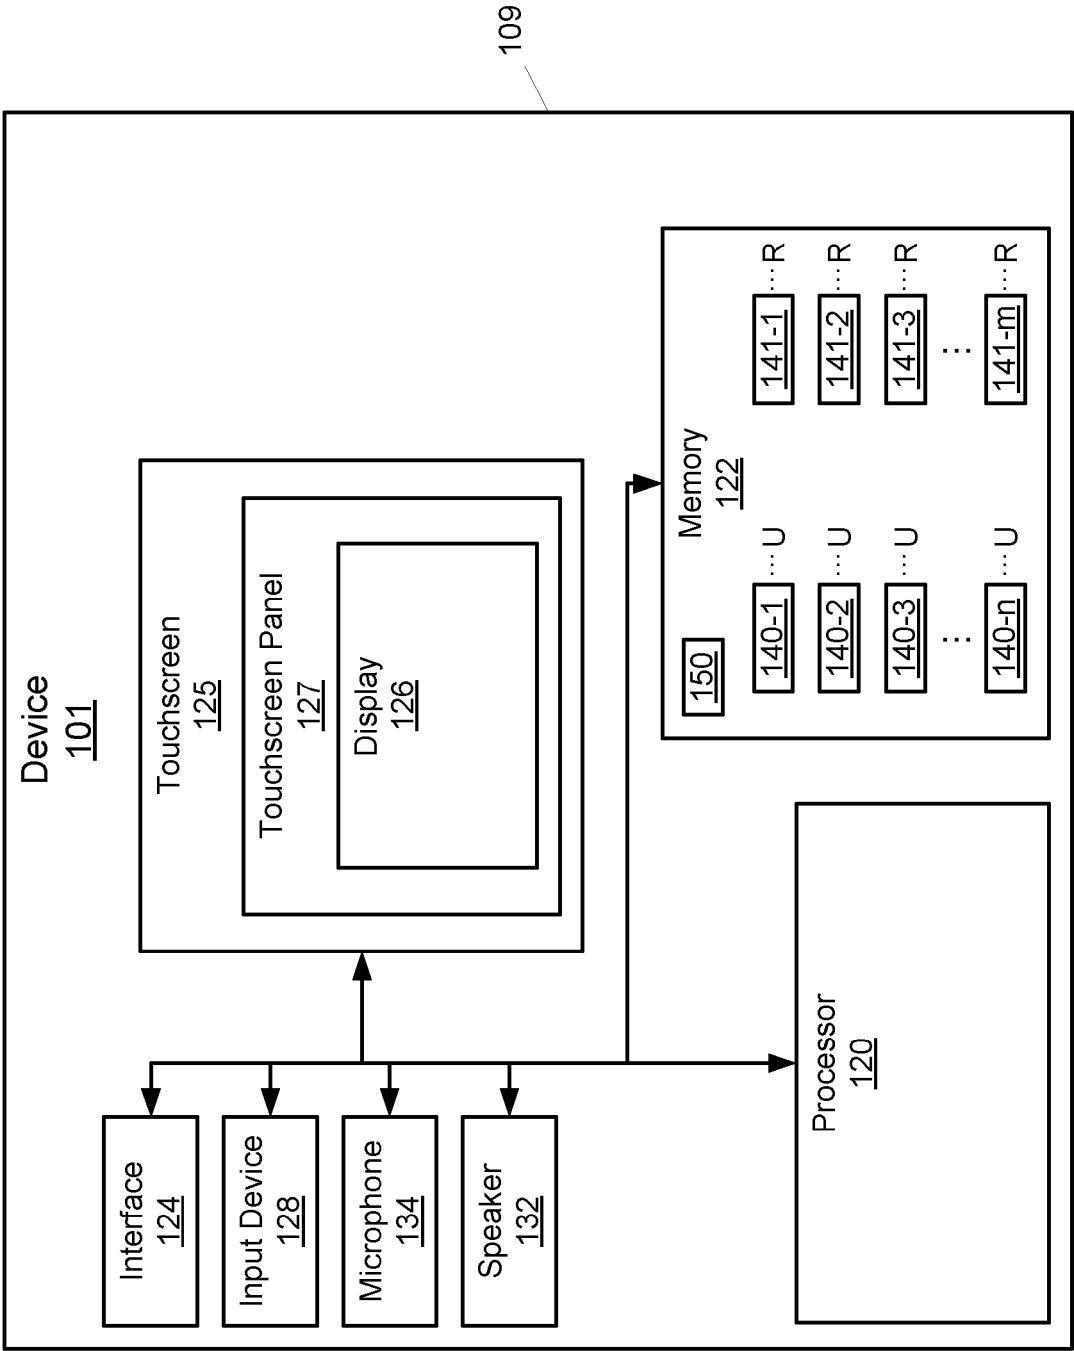 Device
101
109
Interface
124
Input Device
128
Microphone
134
Speaker
132
Touchscreen
125
Touchscreen Panel
127
Display
126
Processor
120
Memory
122
150
140-1 ...U
140-2 ...U
140-3 ...U
...
140-n ...U
141-1 ...R
141-2 ...R
141-3 ...R
...
141-m ...R